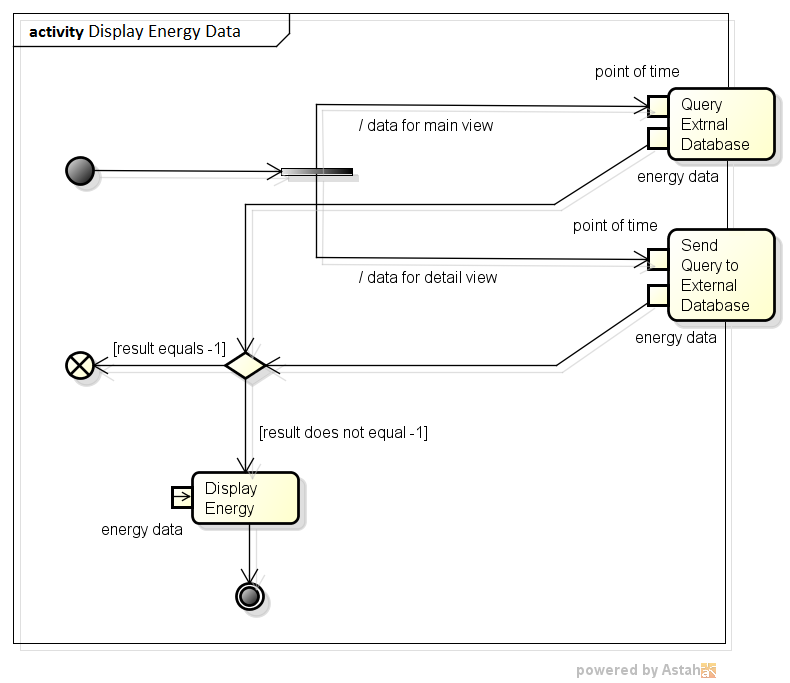 activity Display Energy Data
point of time
Query
Extrnal
Database
/ data for main view
energy data
point of time
Send
Query to
External
Database
/ data for detail view
energy data
[result equals -1]
[result does not equal -1]
Display
Energy
energy data
powered by Astah